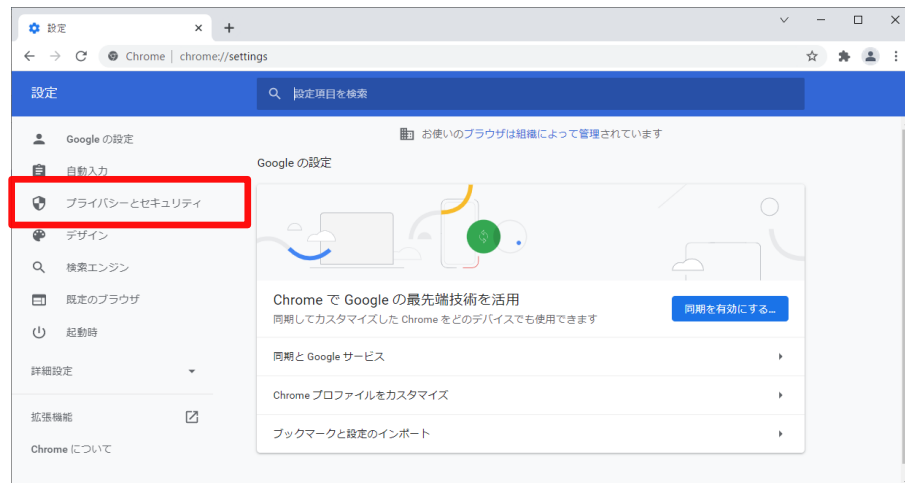 設定
Chrome | chrome://settings
設定
設定項目を検索
お使いのブラウザは組織によって管理されています
Google の設定
自動入力
プライバシーとセキュリティ
デザイン
検索エンジン
既定のブラウザ
起動時
詳細設定
拡張機能
Chrome について
Google の設定
Chrome で Google の最先端技術を活用
同期してカスタマイズした Chrome をどのデバイスでも使用できます
同期を有効にする...
同期と Google サービス
Chrome プロファイルをカスタマイズ
ブックマークと設定のインポート